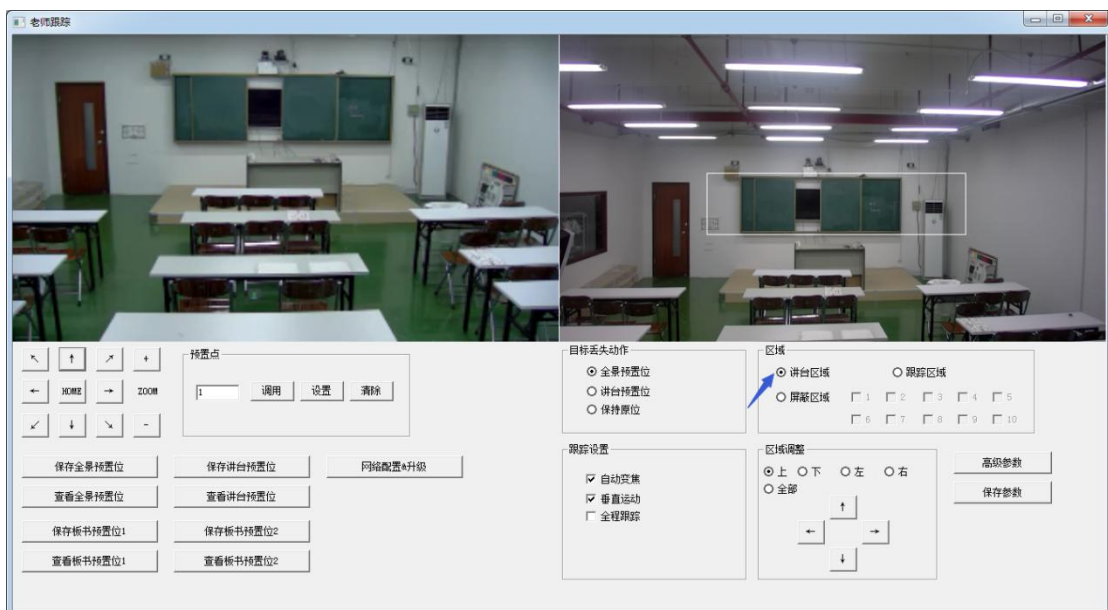 老师跟踪
预置点
1 调用 设置 清除
HOME ZOOM
+
-
保存全景预置位 保存讲台预置位 网络配置&升级
查看全景预置位 查看讲台预置位
保存板书预置位1 保存板书预置位2
查看板书预置位1 查看板书预置位2
目标丢失动作
全景预置位
讲台预置位
保持原位
区域
讲台区域 跟踪区域
屏蔽区域 1 2 3 4 5
6 7 8 9 10
跟踪设置
自动变焦
垂直运动
全程跟踪
区域调整
上 下 左 右
全部
高级参数
保存参数